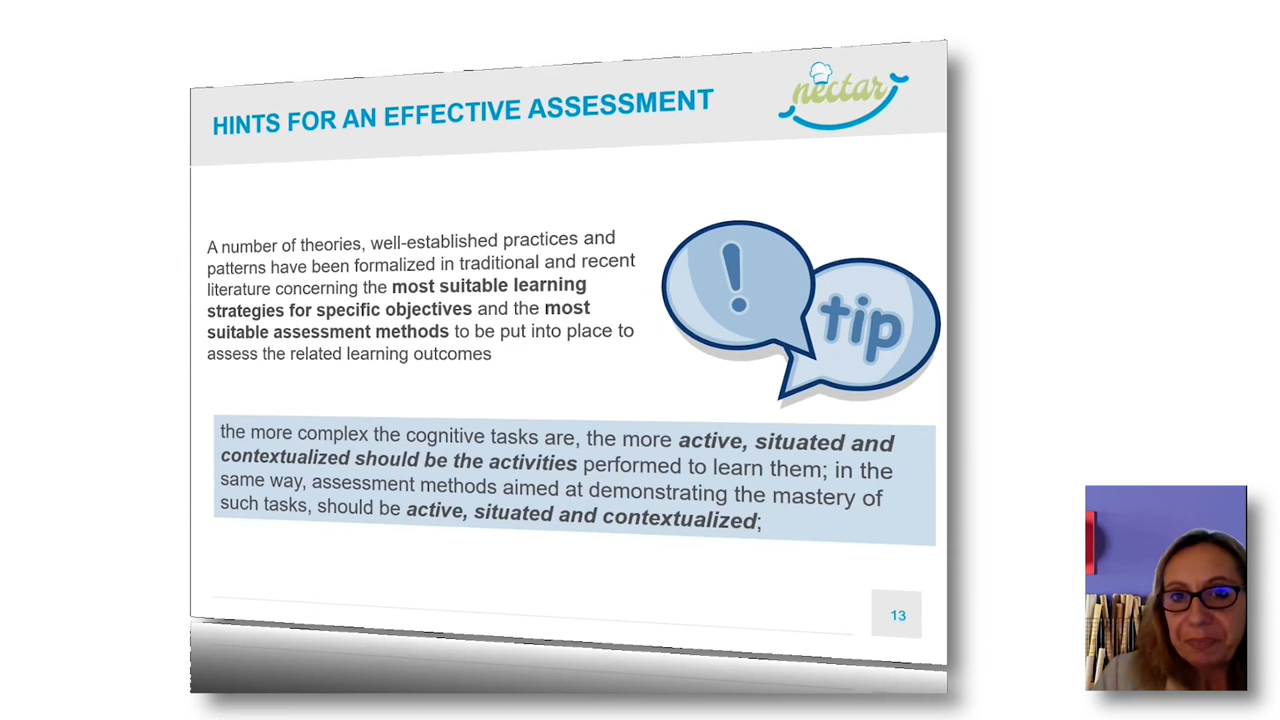 HINTS FOR AN EFFECTIVE ASSESSMENT
nectar
A number of theories, well-established practices and
patterns have been formalized in traditional and recent
literature concerning the most suitable learning
strategies for specific objectives and the most
suitable assessment methods to be put into place to
assess the related learning outcomes
!
tip
the more complex the cognitive tasks are, the more active, situated and
contextualized should be the activities performed to learn them; in the
same way, assessment methods aimed at demonstrating the mastery of
such tasks, should be active, situated and contextualized;
13